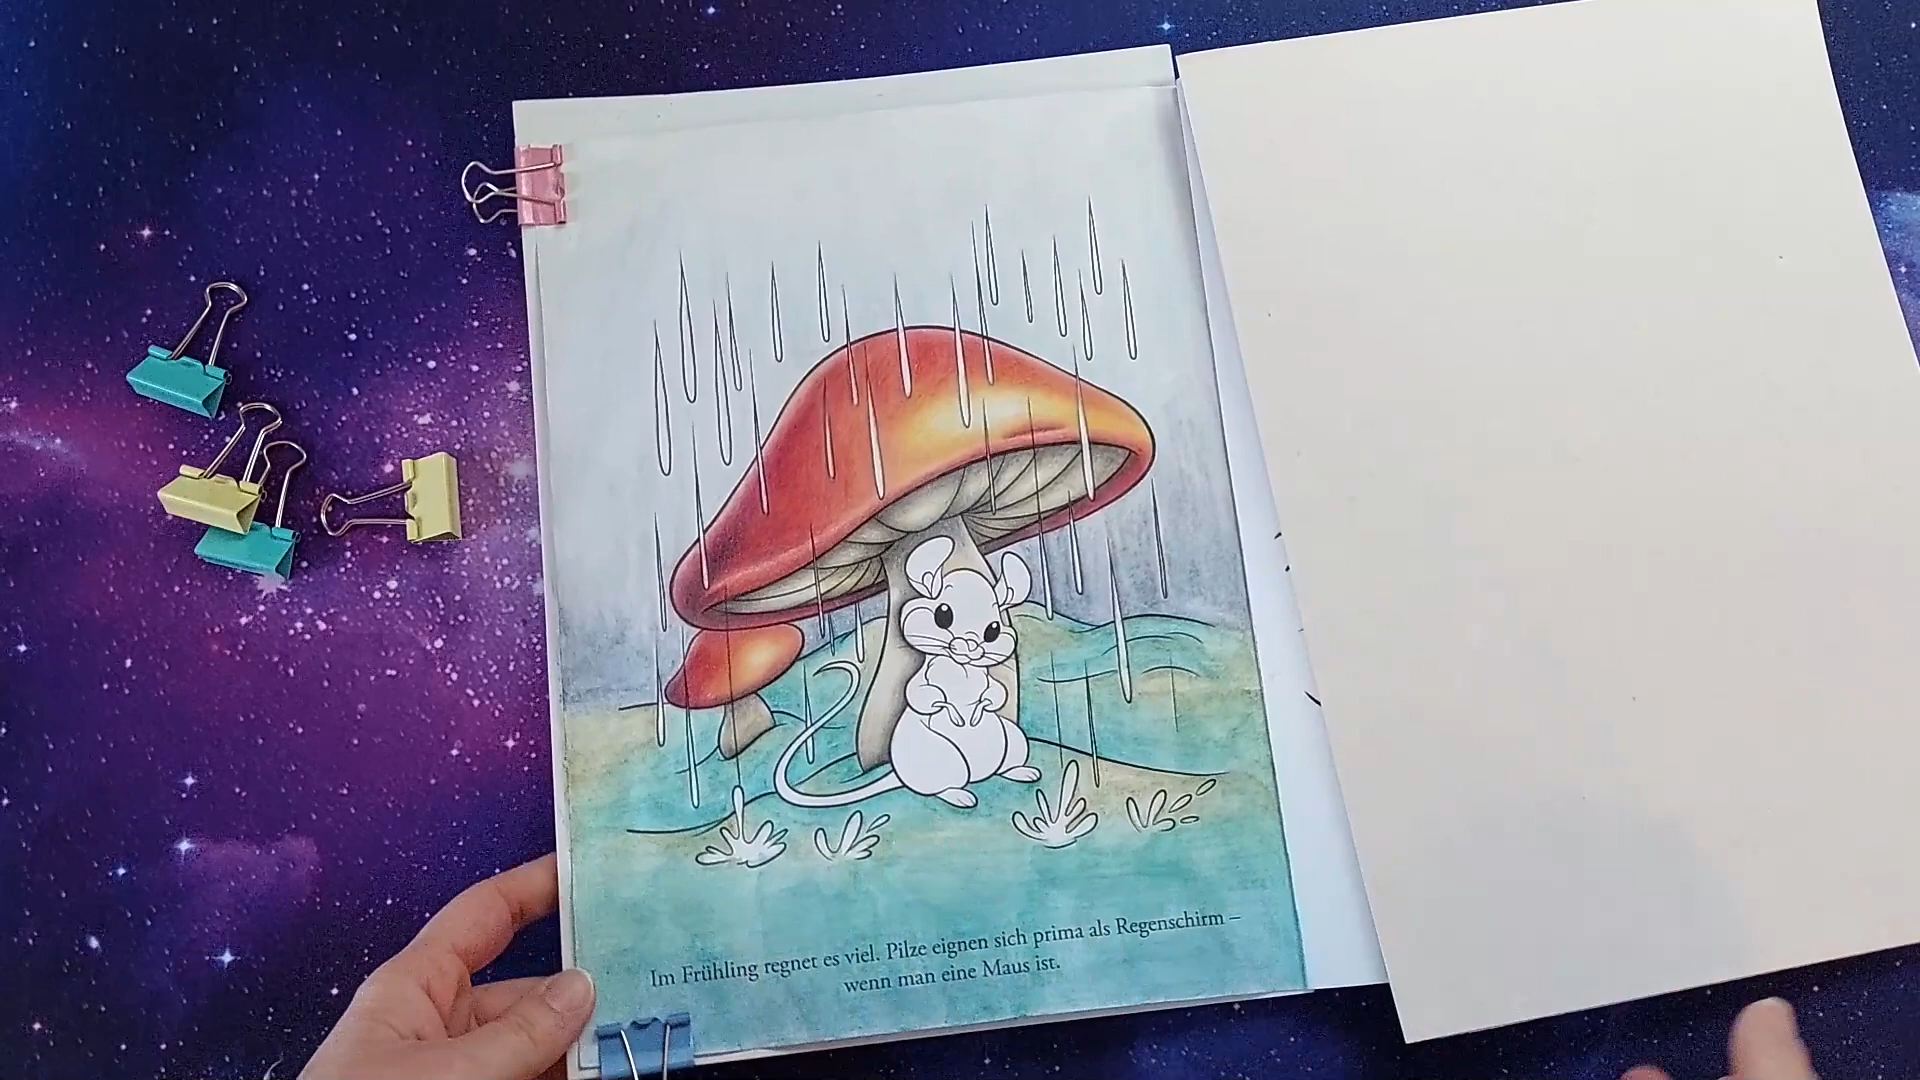 Im Frühling regnet es viel. Pilze eignen sich prima als Regenschirm –
wenn man eine Maus ist.